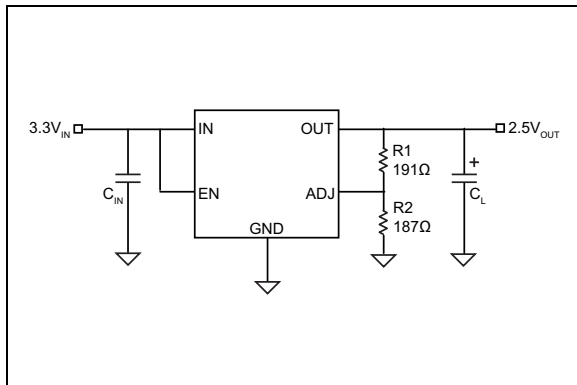 3.3V_IN
IN
OUT
2.5V_OUT
R1
191Ω
C_IN
EN
ADJ
+
C_L
R2
187Ω
GND